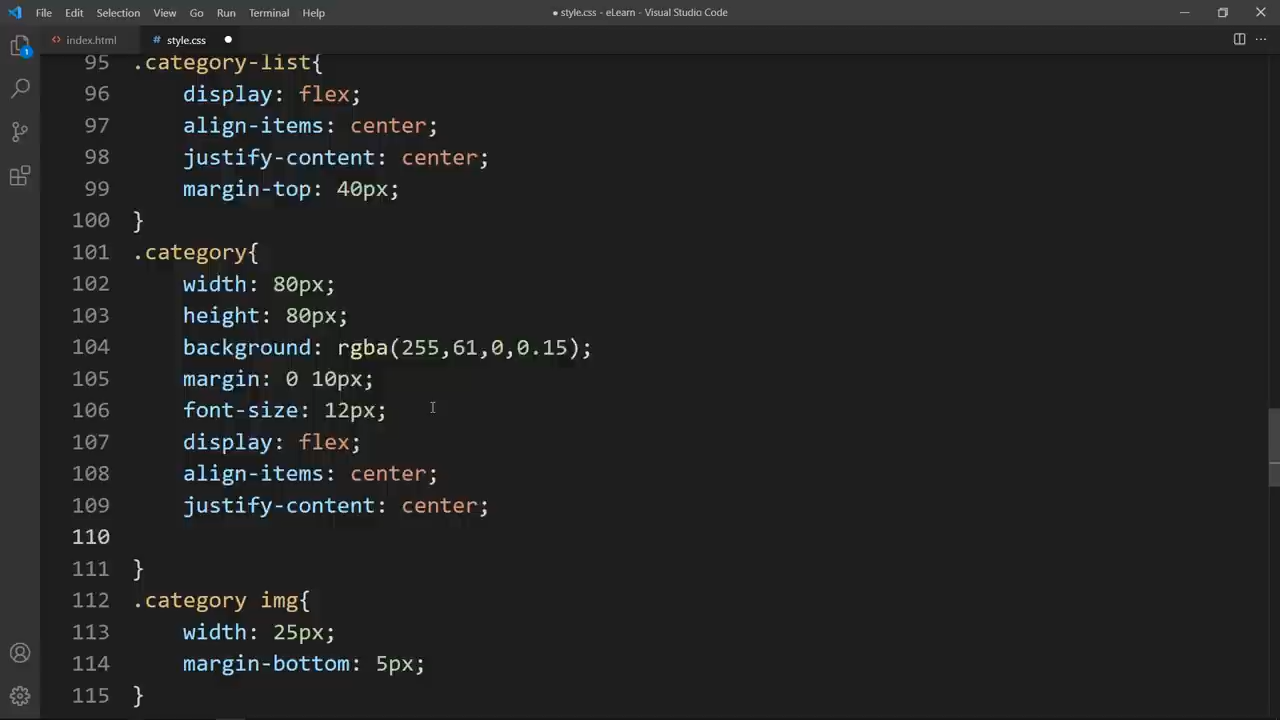 File Edit Selection View Go Run Terminal Help ● style.css - eLearn - Visual Studio Code
<> index.html # style.css ●
95 .category-list{
96 display: flex;
97 align-items: center;
98 justify-content: center;
99 margin-top: 40px;
100 }
101 .category{
102 width: 80px;
103 height: 80px;
104 background: rgba(255,61,0,0.15);
105 margin: 0 10px;
106 font-size: 12px;
107 display: flex;
108 align-items: center;
109 justify-content: center;
110
111 }
112 .category img{
113 width: 25px;
114 margin-bottom: 5px;
115 }
1